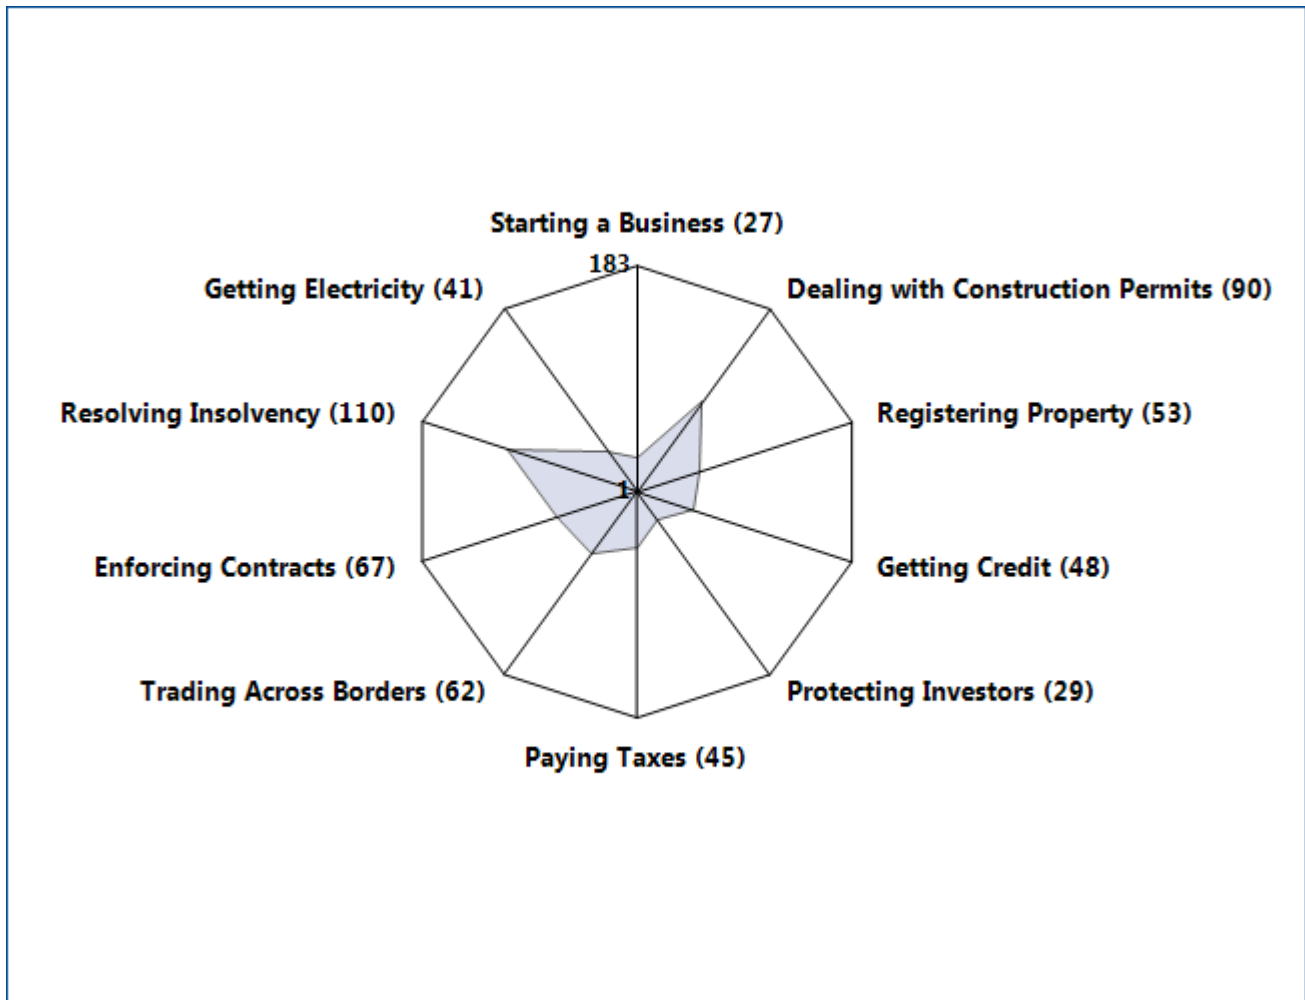 Starting a Business (27)
183
Getting Electricity (41)
Dealing with Construction Permits (90)
Resolving Insolvency (110)
Registering Property (53)
1
Enforcing Contracts (67)
Getting Credit (48)
Trading Across Borders (62)
Protecting Investors (29)
Paying Taxes (45)